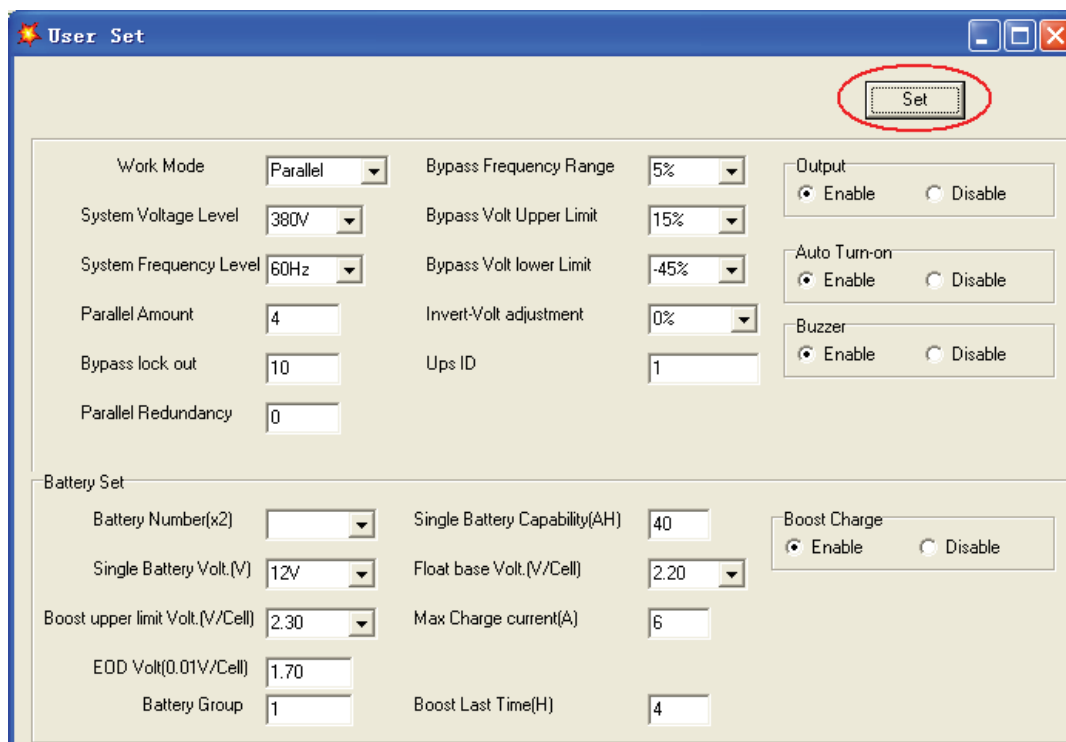 User Set
Set
Work Mode Parallel Bypass Frequency Range 5% Output
Enable Disable
System Voltage Level 380V Bypass Volt Upper Limit 15%
System Frequency Level 60Hz Bypass Volt lower Limit -45% Auto Turn-on
Enable Disable
Parallel Amount 4 Invert-Volt adjustment 0% Buzzer
Enable Disable
Bypass lock out 10 Ups ID 1
Parallel Redundancy 0
Battery Set
Battery Number(x2) Single Battery Capability(AH) 40 Boost Charge
Enable Disable
Single Battery Volt.(V) 12V Float base Volt.(V/Cell) 2.20
Boost upper limit Volt.(V/Cell) 2.30 Max Charge current(A) 6
EOD Volt(0.01V/Cell) 1.70
Battery Group 1 Boost Last Time(H) 4